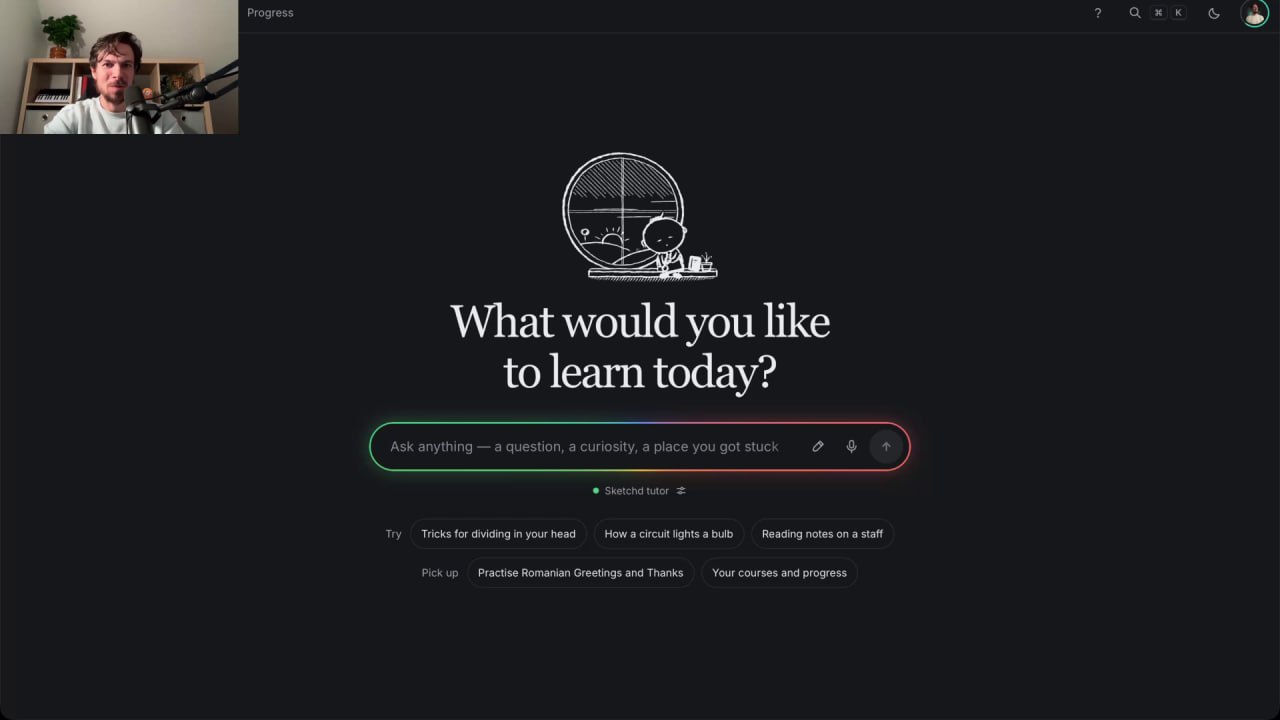 Progress
?
⌘ K
What would you like
to learn today?
Ask anything — a question, a curiosity, a place you got stuck
Sketchd tutor
Try
Tricks for dividing in your head
How a circuit lights a bulb
Reading notes on a staff
Pick up
Practise Romanian Greetings and Thanks
Your courses and progress